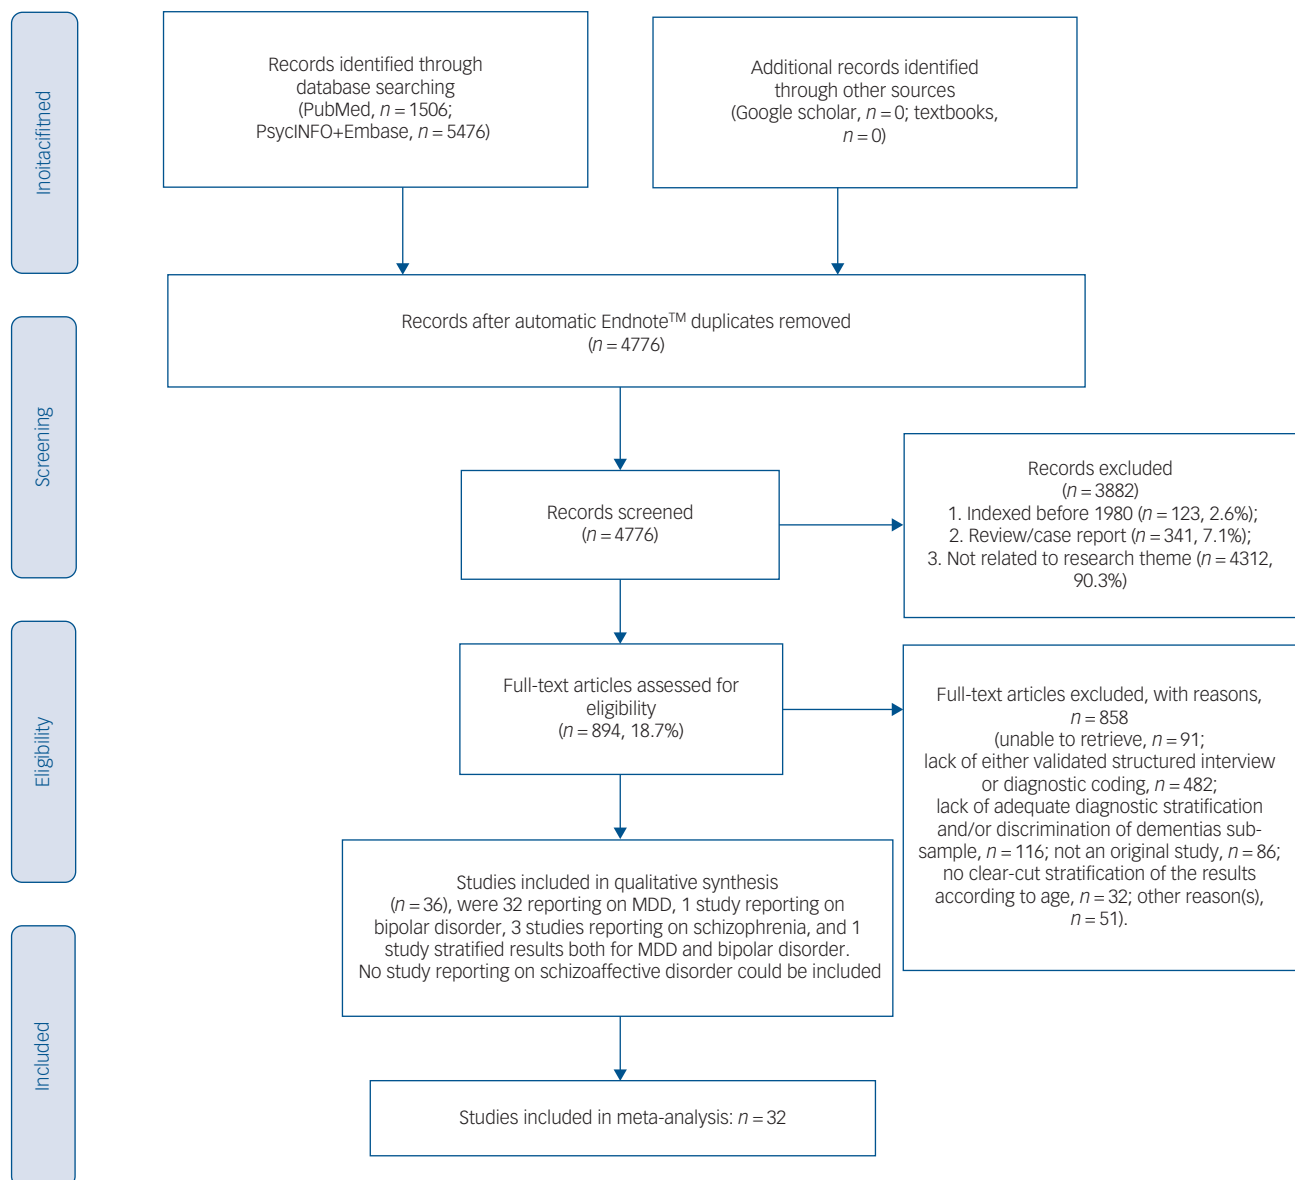 Inoitacifitned
Records identified through
database searching
(PubMed, n = 1506;
PsycINFO+Embase, n = 5476)
Additional records identified
through other sources
(Google scholar, n = 0; textbooks,
n = 0)
Records after automatic Endnote™ duplicates removed
(n = 4776)
Screening
Records screened
(n = 4776)
Records excluded
(n = 3882)
1. Indexed before 1980 (n = 123, 2.6%);
2. Review/case report (n = 341, 7.1%);
3. Not related to research theme (n = 4312,
90.3%)
Eligibility
Full-text articles assessed for
eligibility
(n = 894, 18.7%)
Full-text articles excluded, with reasons,
n = 858
(unable to retrieve, n = 91;
lack of either validated structured interview
or diagnostic coding, n = 482;
lack of adequate diagnostic stratification
and/or discrimination of dementias sub-
sample, n = 116; not an original study, n = 86;
no clear-cut stratification of the results
according to age, n = 32; other reason(s),
n = 51).
Studies included in qualitative synthesis
(n = 36), were 32 reporting on MDD, 1 study reporting on
bipolar disorder, 3 studies reporting on schizophrenia, and 1
study stratified results both for MDD and bipolar disorder.
No study reporting on schizoaffective disorder could be included
Included
Studies included in meta-analysis: n = 32